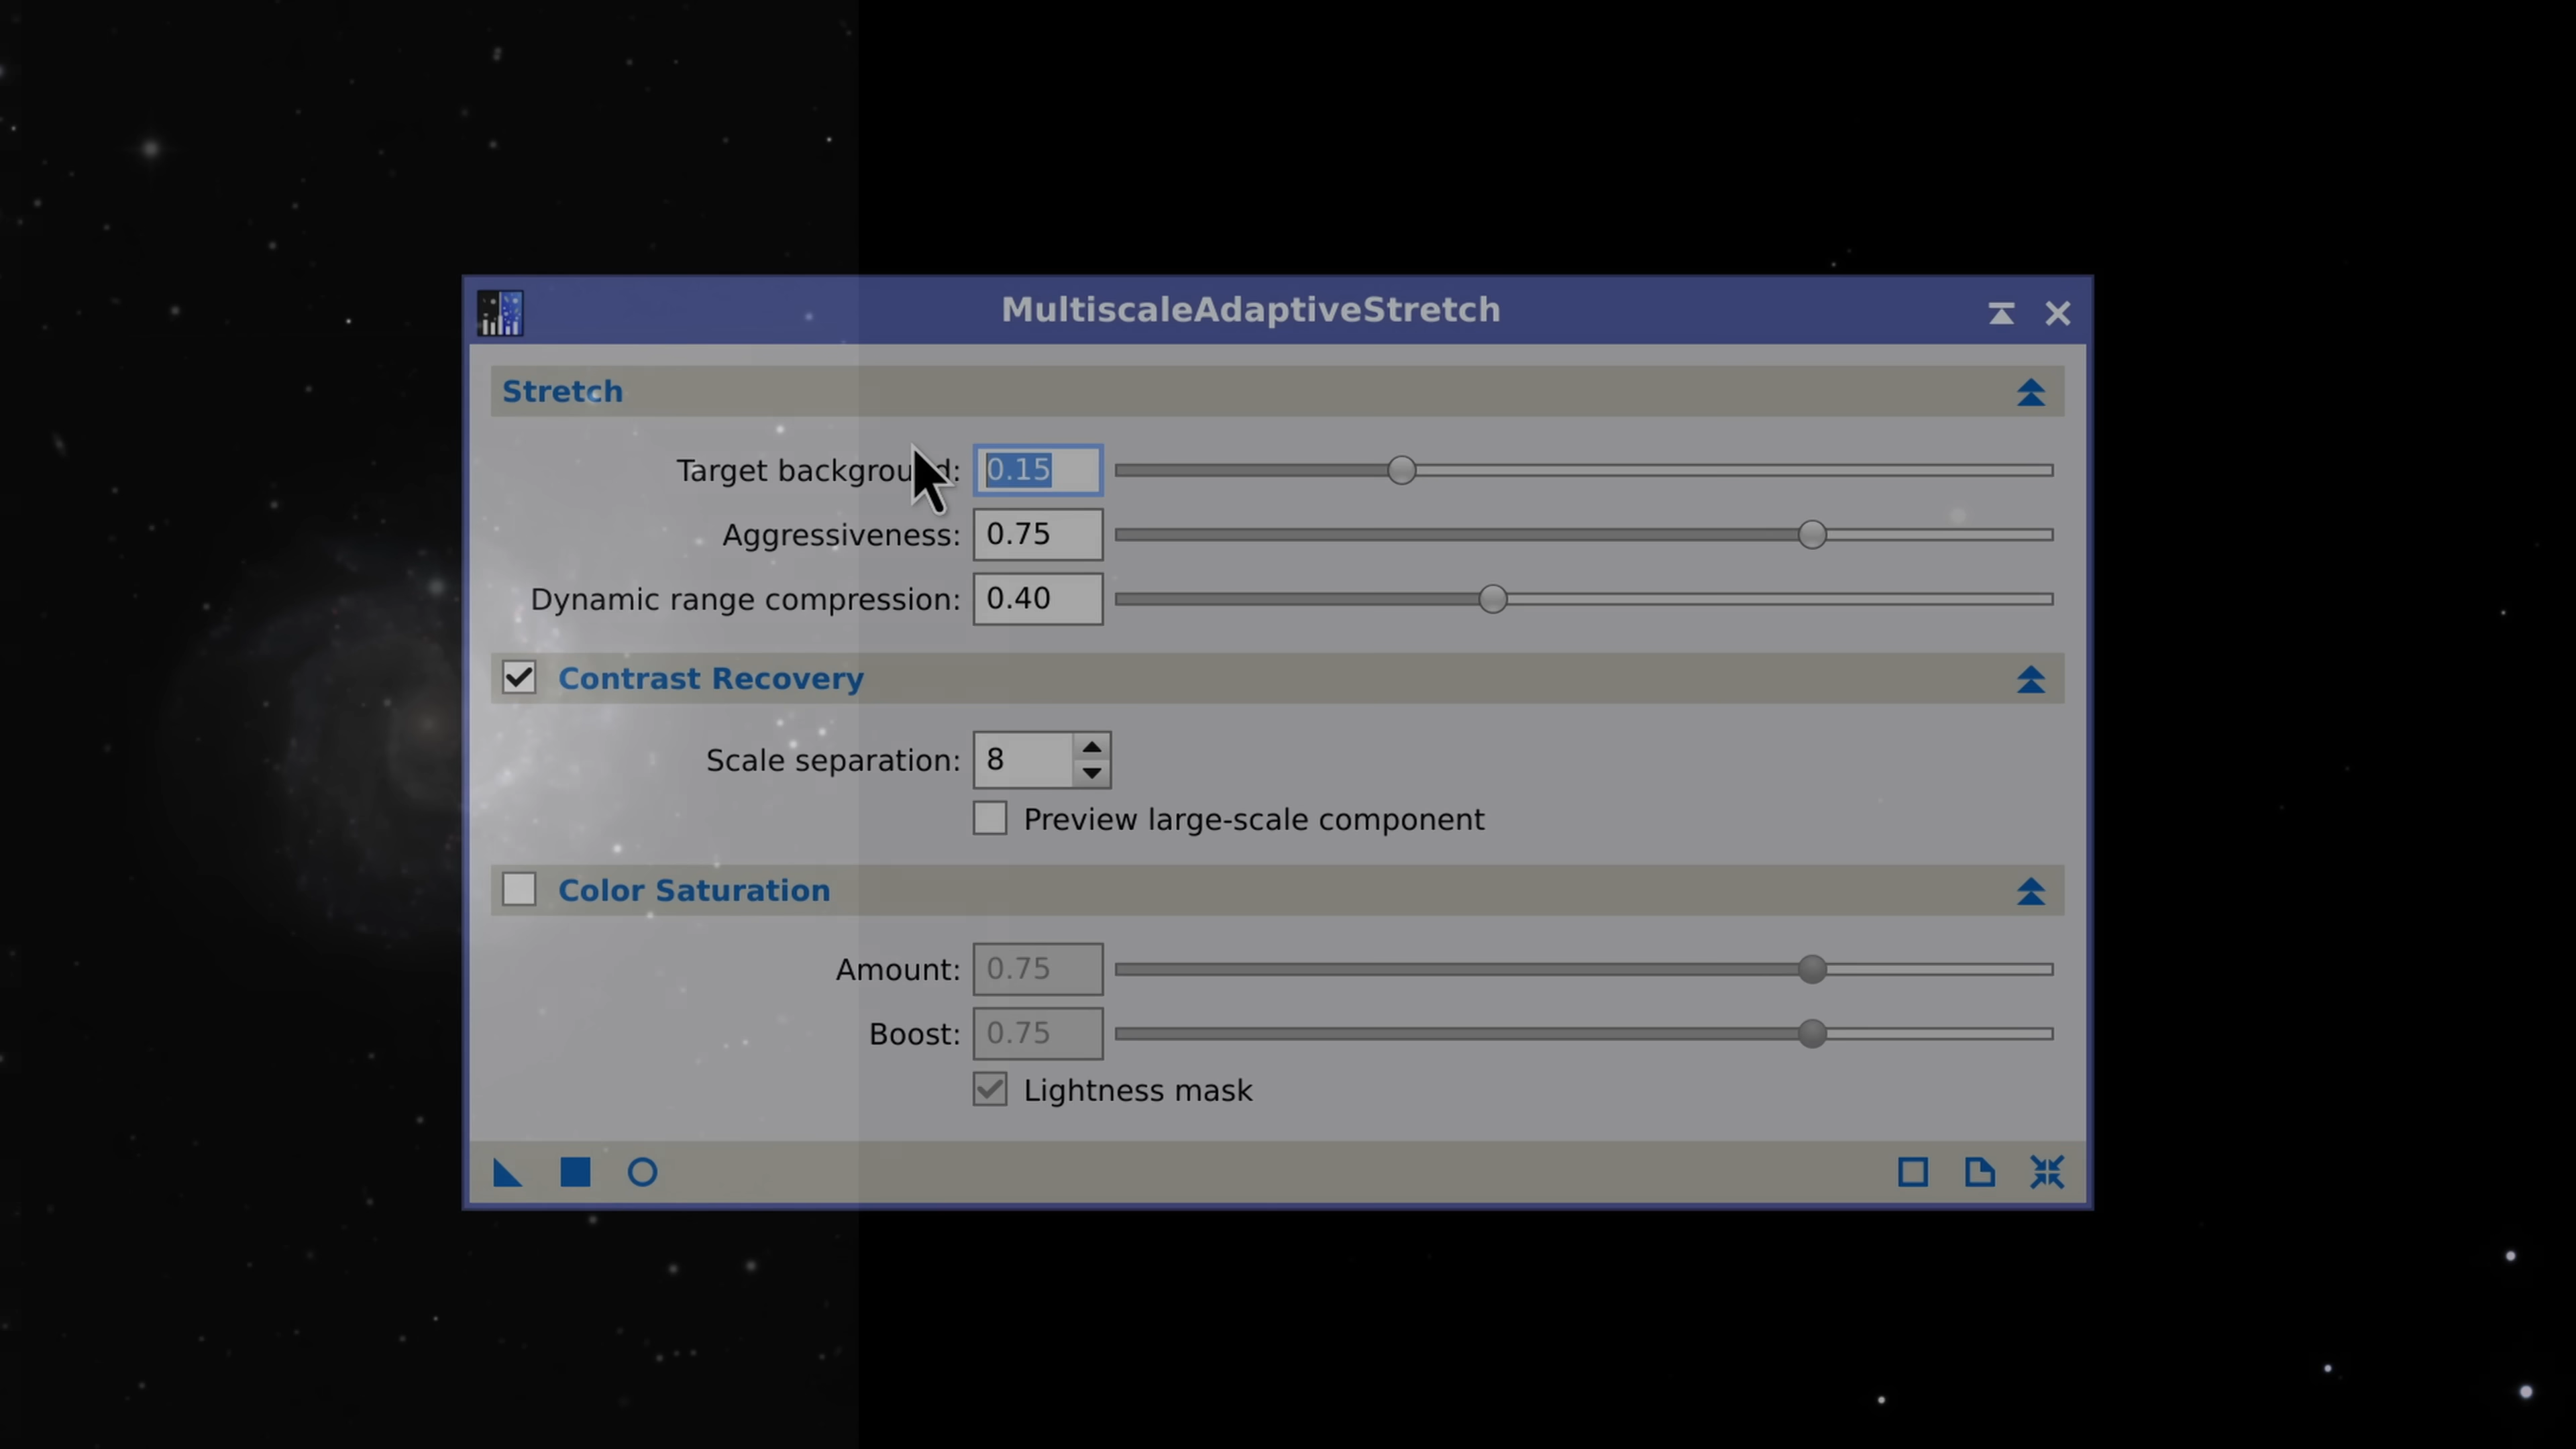 MultiscaleAdaptiveStretch
Stretch
Target background: 0.15
Aggressiveness: 0.75
Dynamic range compression: 0.40
Contrast Recovery
Scale separation: 8
Preview large-scale component
Color Saturation
Amount: 0.75
Boost: 0.75
Lightness mask